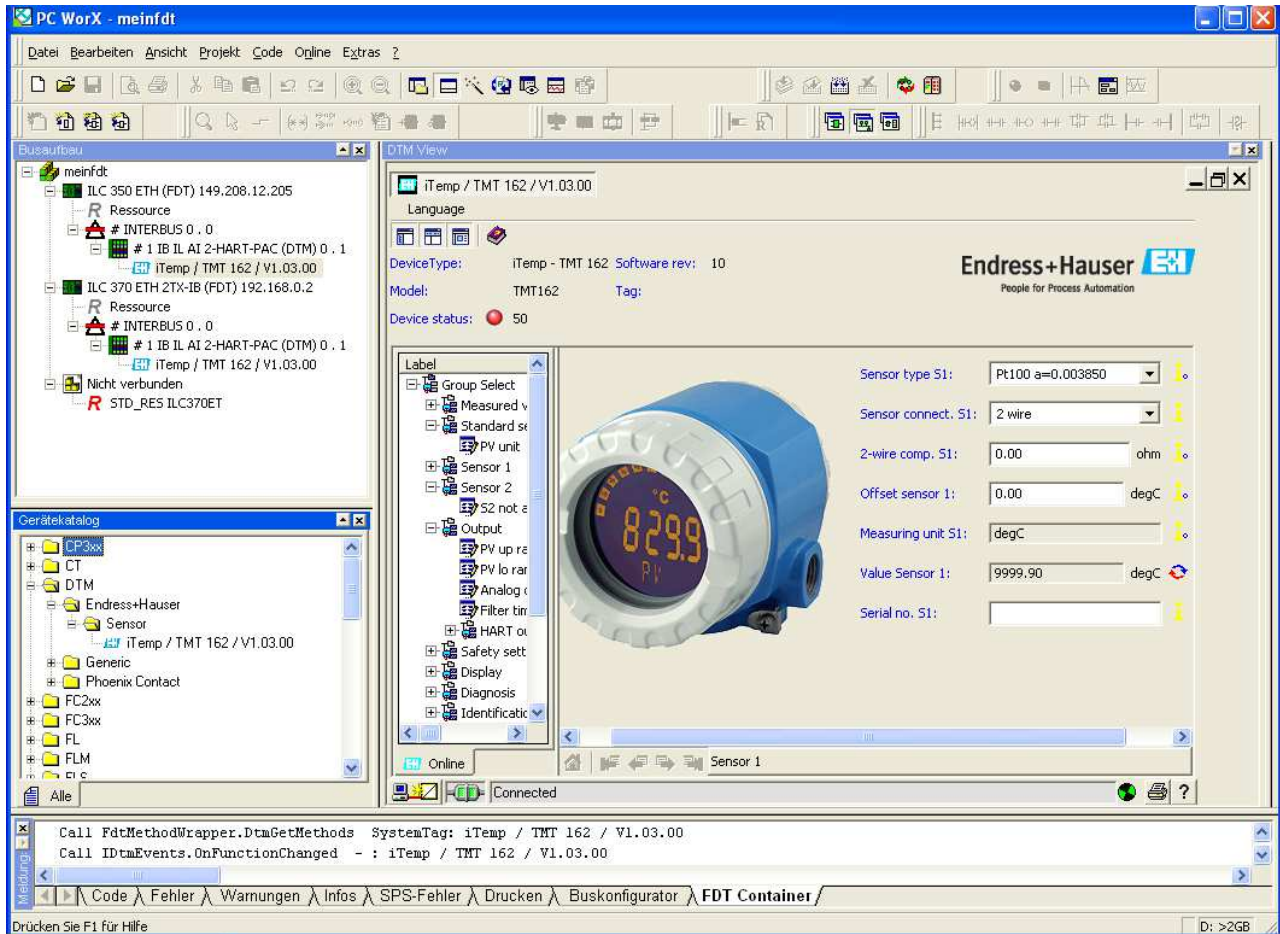 PC WorX - meinfdt
Datei Bearbeiten Ansicht Projekt Code Online Extras ?
Busaufbau
meinfdt
ILC 350 ETH (FDT) 149.208.12.205
R Ressource
# INTERBUS 0 . 0
# 1 IB IL AI 2-HART-PAC (DTM) 0 . 1
iTemp / TMT 162 / V1.03.00
ILC 370 ETH 2TX-IB (FDT) 192.168.0.2
R Ressource
# INTERBUS 0 . 0
# 1 IB IL AI 2-HART-PAC (DTM) 0 . 1
iTemp / TMT 162 / V1.03.00
Nicht verbunden
R STD_RES ILC370ET
Gerätekatalog
CP3xx
CT
DTM
Endress+Hauser
Sensor
iTemp / TMT 162 / V1.03.00
Generic
Phoenix Contact
FC2xx
FC3xx
FL
FLM
FLS
Alle
DTM View
iTemp / TMT 162 / V1.03.00
Language
DeviceType: iTemp - TMT 162 Software rev: 10
Model: TMT162 Tag:
Device status: 50
Endress+Hauser EH
People for Process Automation
Label
Group Select
Measured v
Standard se
PV unit
Sensor 1
Sensor 2
S2 not a
Output
PV up ra
PV lo rar
Analog
Filter tim
HART ou
Safety sett
Display
Diagnosis
Identificatic
Online
°C
829.9
PV
Sensor type S1: Pt100 a=0.003850
Sensor connect. S1: 2 wire
2-wire comp. S1: 0.00 ohm
Offset sensor 1: 0.00 degC
Measuring unit S1: degC
Value Sensor 1: 9999.90 degC
Serial no. S1:
Sensor 1
Connected
?
Meldung:
Call FdtMethodWrapper.DtmGetMethods SystemTag: iTemp / TMT 162 / V1.03.00
Call IDtmEvents.OnFunctionChanged - : iTemp / TMT 162 / V1.03.00
Code Fehler Warnungen Infos SPS-Fehler Drucken Buskonfigurator FDT Container
Drücken Sie F1 für Hilfe
D: >2GB